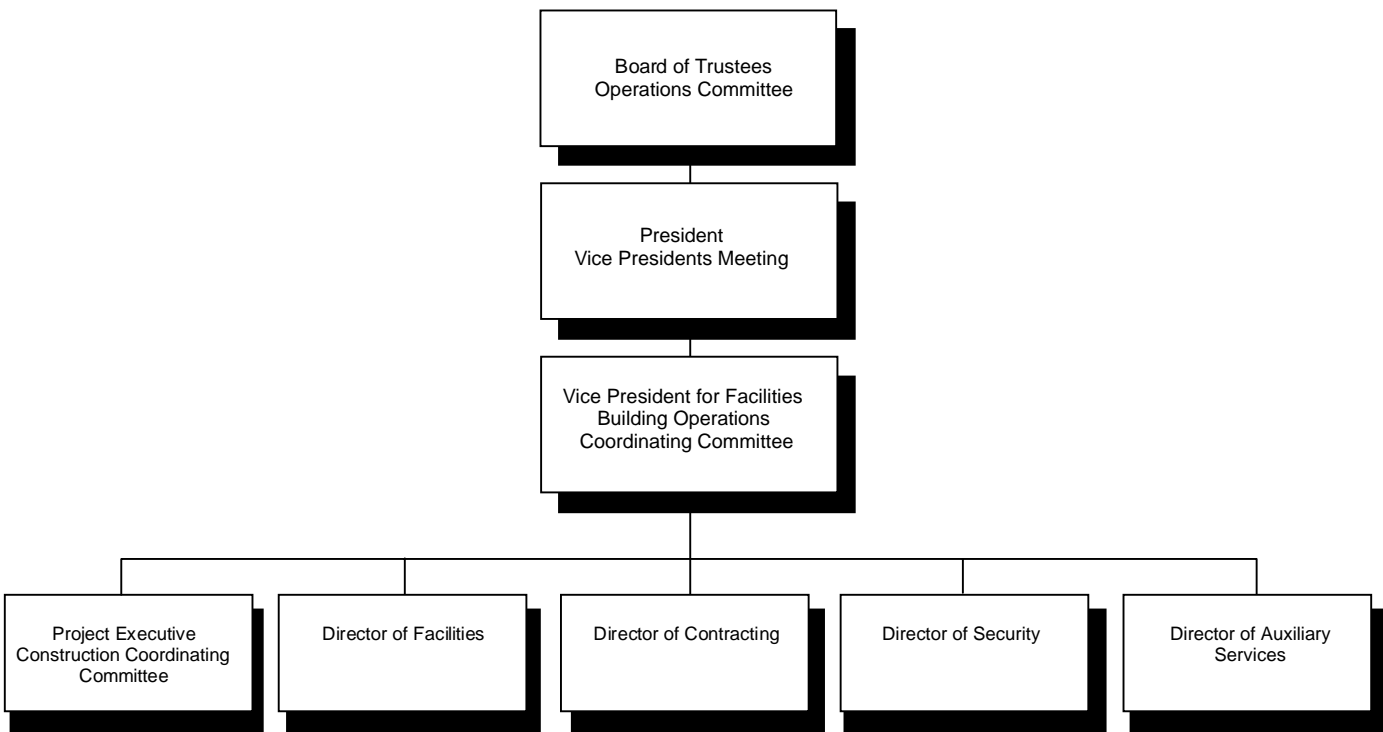 Board of Trustees
Operations Committee
President
Vice Presidents Meeting
Vice President for Facilities
Building Operations
Coordinating Committee
Project Executive
Construction Coordinating
Committee
Director of Facilities
Director of Contracting
Director of Security
Director of Auxiliary
Services